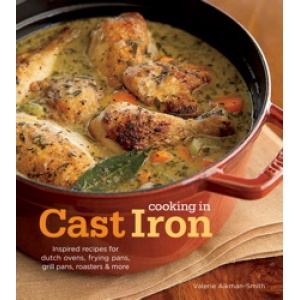 cooking in
Cast Iron
Inspired recipes for
dutch ovens, frying pans,
grill pans, roasters & more
Valerie Aikman-Smith